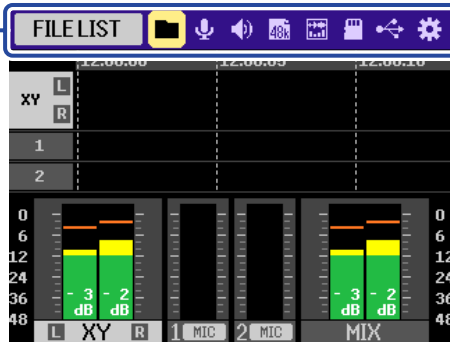 FILE LIST 48k
12:00:00 12:00:05 12:00:10
XY L
R
1
2
0 0
6 6
12 12
24 24
36 - 3 - 2 - 3 - 2 36
48 dB dB dB dB 48
L XY R 1 MIC 2 MIC MIX